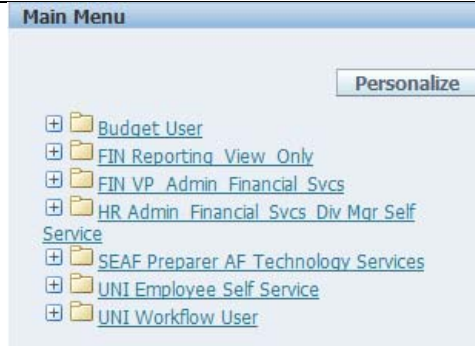 Main Menu
Personalize
Budget User
FIN Reporting View Only
FIN VP Admin Financial Svcs
HR Admin Financial Svcs Div Mgr Self
Service
SEAF Preparer AF Technology Services
UNI Employee Self Service
UNI Workflow User